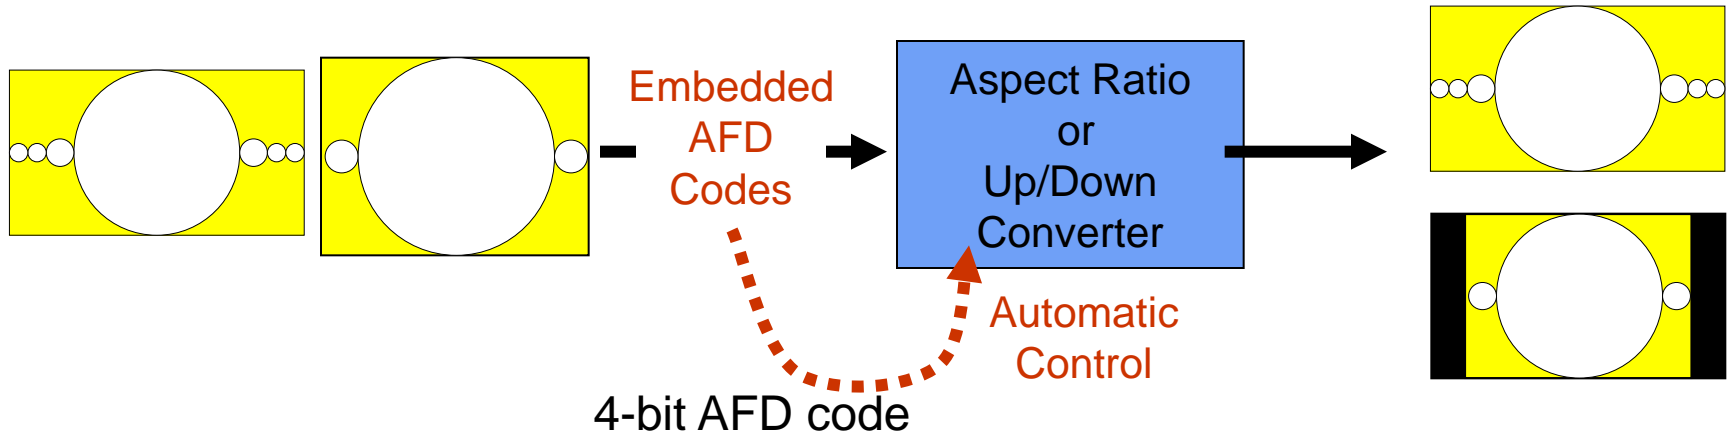 Embedded
AFD
Codes
Aspect Ratio
or
Up/Down
Converter
Automatic
Control
4-bit AFD code